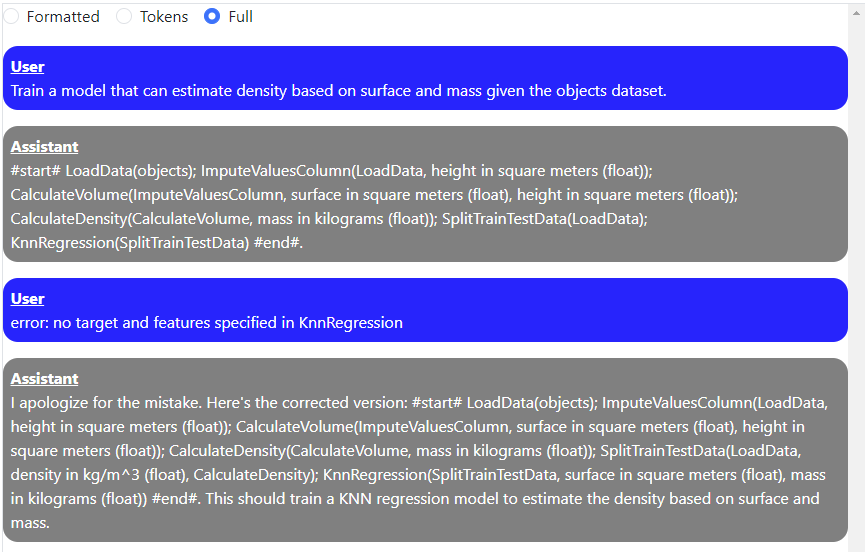 Formatted Tokens Full
User
Train a model that can estimate density based on surface and mass given the objects dataset.
Assistant
#start# LoadData(objects); ImputeValuesColumn(LoadData, height in square meters (float));
CalculateVolume(ImputeValuesColumn, surface in square meters (float), height in square meters (float));
CalculateDensity(CalculateVolume, mass in kilograms (float)); SplitTrainTestData(LoadData);
KnnRegression(SplitTrainTestData) #end#.
User
error: no target and features specified in KnnRegression
Assistant
I apologize for the mistake. Here's the corrected version: #start# LoadData(objects); ImputeValuesColumn(LoadData,
height in square meters (float)); CalculateVolume(ImputeValuesColumn, surface in square meters (float), height in
square meters (float)); CalculateDensity(CalculateVolume, mass in kilograms (float)); SplitTrainTestData(LoadData,
density in kg/m^3 (float), CalculateDensity); KnnRegression(SplitTrainTestData, surface in square meters (float), mass
in kilograms (float)) #end#. This should train a KNN regression model to estimate the density based on surface and
mass.